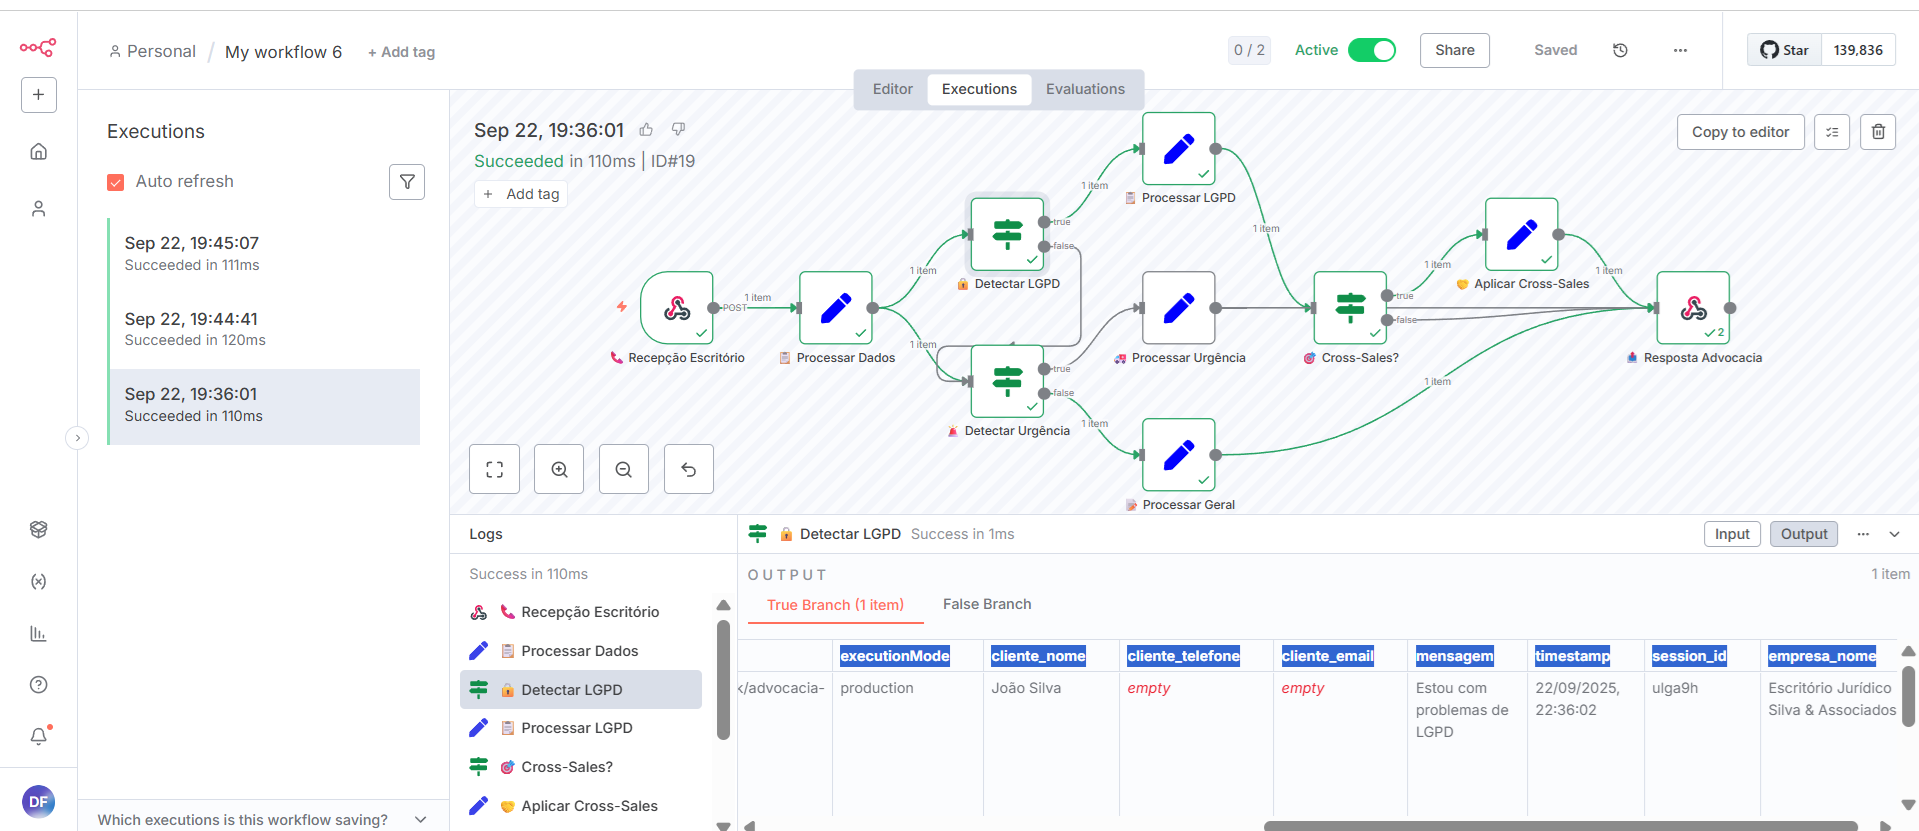 Personal / My workflow 6 + Add tag
0 / 2 Active Share Saved ... Star 139,836
Editor Executions Evaluations
Executions
Auto refresh
Sep 22, 19:45:07
Succeeded in 111ms
Sep 22, 19:44:41
Succeeded in 120ms
Sep 22, 19:36:01
Succeeded in 110ms
Which executions is this workflow saving?
DF
Sep 22, 19:36:01
Succeeded in 110ms | ID#19
+ Add tag
Copy to editor
POST
1 item
Recepção Escritório
Processar Dados
1 item
1 item
true
false
Detectar LGPD
1 item
Processar LGPD
1 item
true
false
Detectar Urgência
Processar Urgência
1 item
Processar Geral
true
false
Cross-Sales?
1 item
Aplicar Cross-Sales
1 item
1 item
2
Resposta Advocacia
Logs
Success in 110ms
Recepção Escritório
Processar Dados
Detectar LGPD
Processar LGPD
Cross-Sales?
Aplicar Cross-Sales
Detectar LGPD Success in 1ms
Input Output ...
OUTPUT
1 item
True Branch (1 item) False Branch
executionMode cliente_nome cliente_telefone cliente_email mensagem timestamp session_id empresa_nome
/advocacia- production João Silva empty empty Estou com 22/09/2025, ulga9h Escritório Jurídico
problemas de 22:36:02 Silva & Associados
LGPD